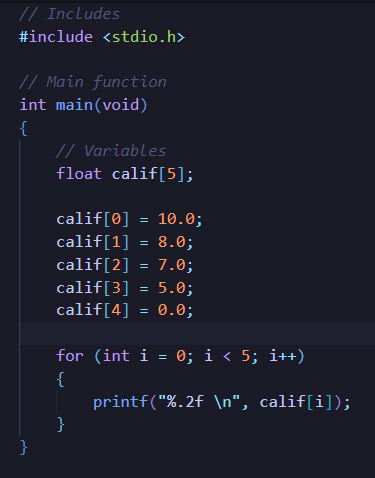 // Includes
#include <stdio.h>

// Main function
int main(void)
{
    // Variables
    float calif[5];

    calif[0] = 10.0;
    calif[1] = 8.0;
    calif[2] = 7.0;
    calif[3] = 5.0;
    calif[4] = 0.0;

    for (int i = 0; i < 5; i++)
    {
        printf("%.2f \n", calif[i]);
    }
}